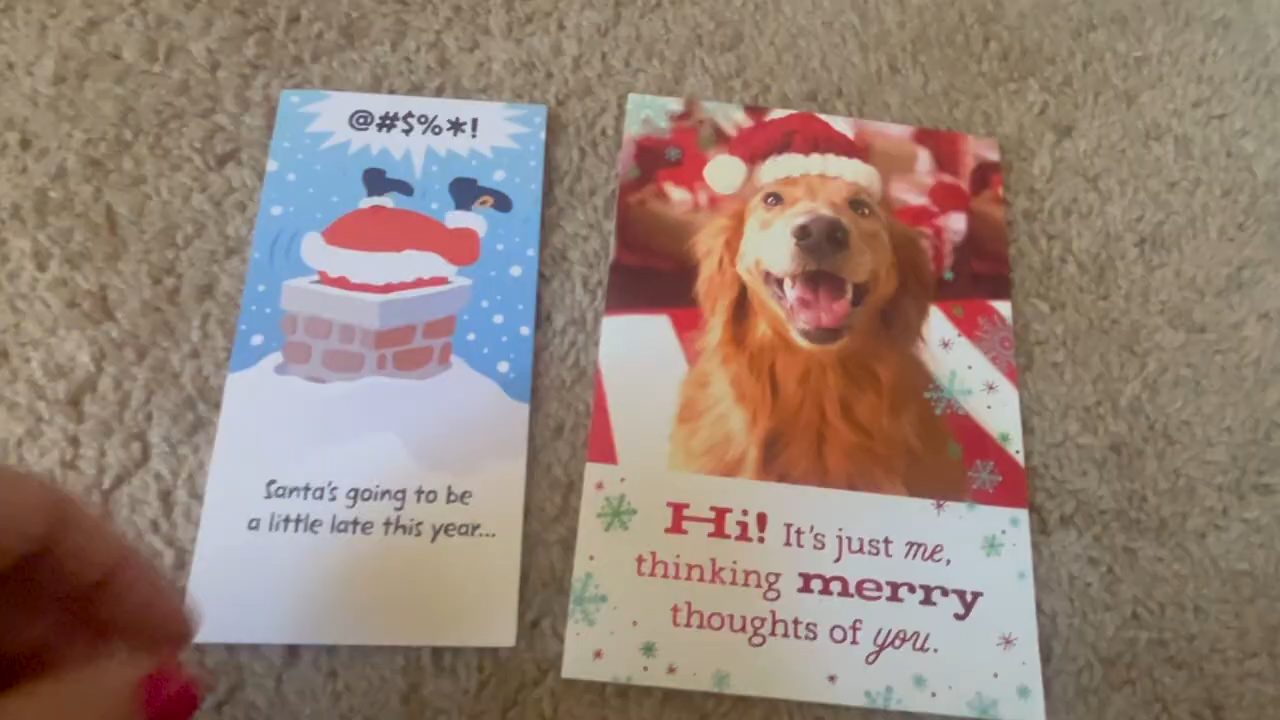 @#$%*!
Santa's going to be
a little late this year...
Hi! It's just me,
thinking merry
thoughts of you.